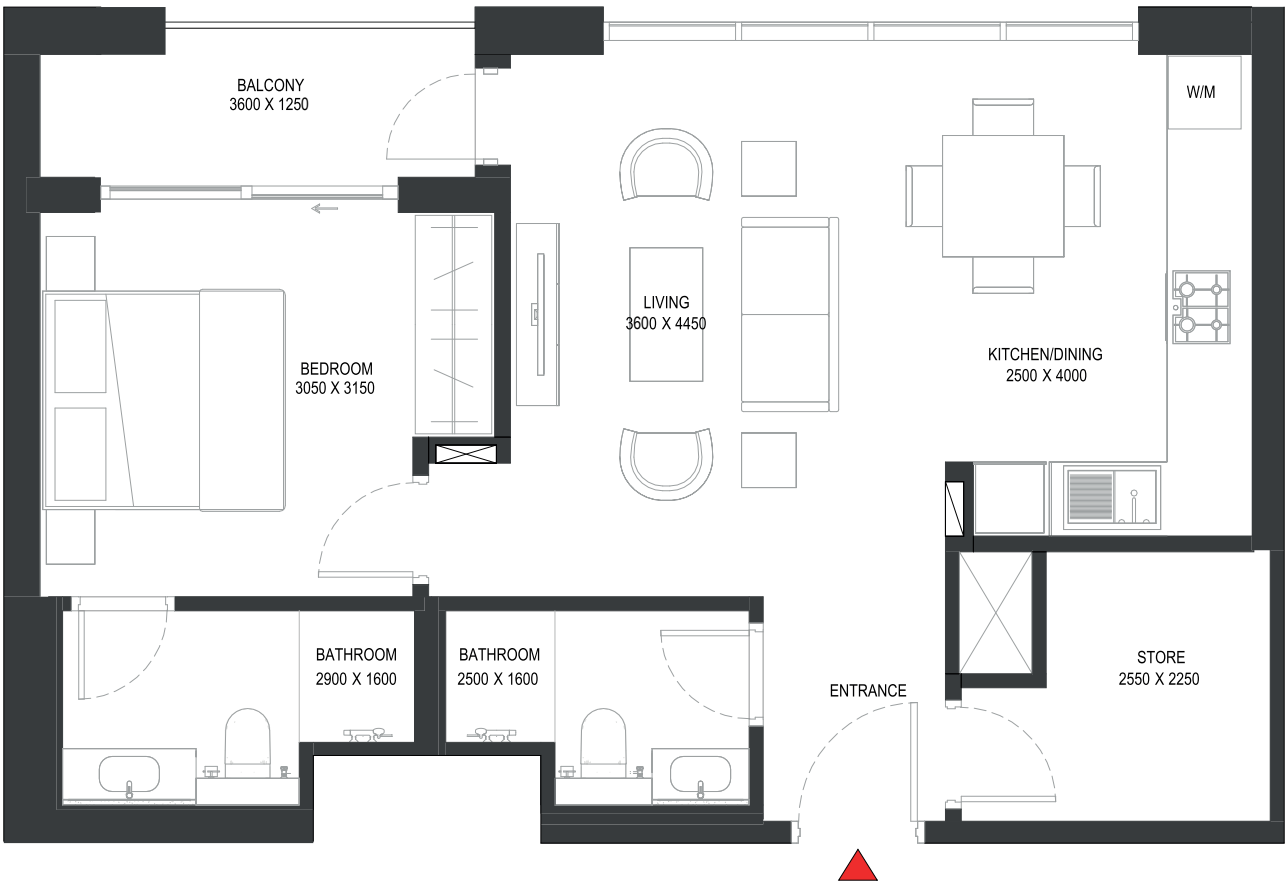 BALCONY
3600 X 1250
W/M
LIVING
3600 X 4450
KITCHEN/DINING
2500 X 4000
BEDROOM
3050 X 3150
BATHROOM
2900 X 1600
BATHROOM
2500 X 1600
ENTRANCE
STORE
2550 X 2250